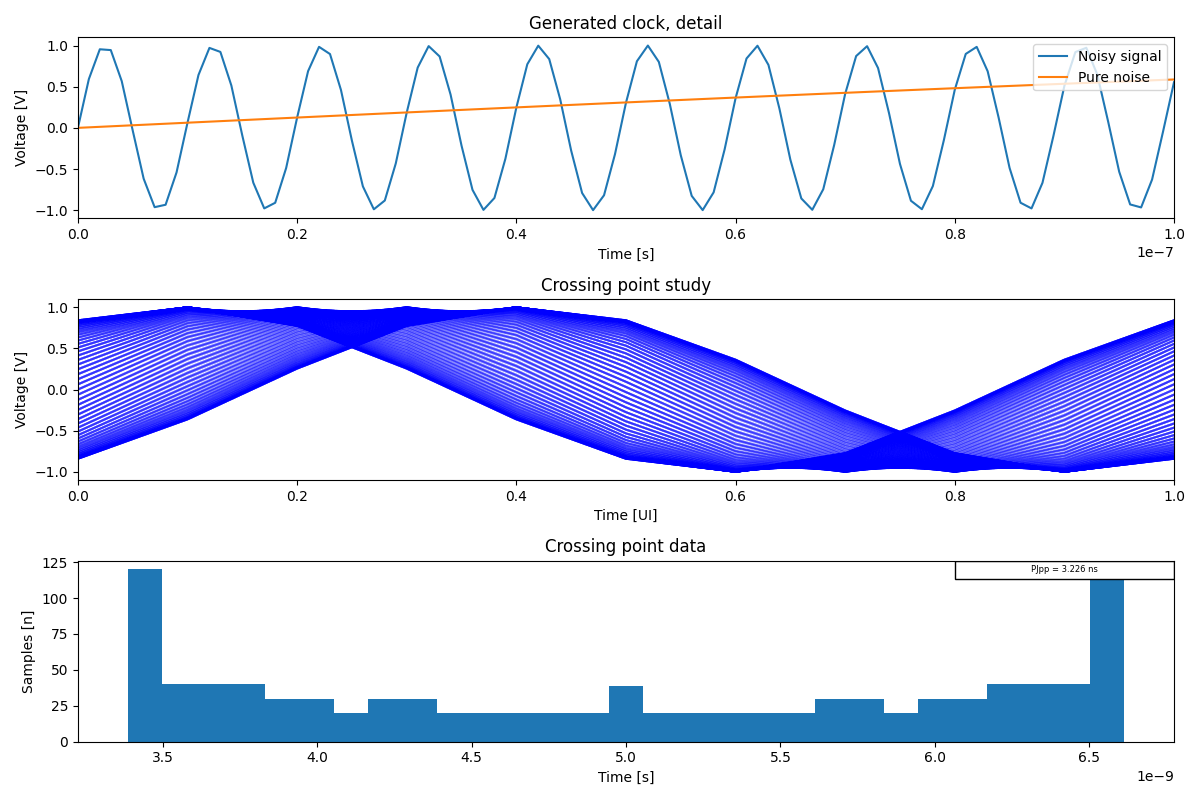 Generated clock, detail
Voltage [V]
1.0
0.5
0.0
−0.5
−1.0
Noisy signal
Pure noise
0.0 0.2 0.4 0.6 0.8 1.0
Time [s]
1e−7
Crossing point study
Voltage [V]
1.0
0.5
0.0
−0.5
−1.0
0.0 0.2 0.4 0.6 0.8 1.0
Time [UI]
Crossing point data
Samples [n]
125
100
75
50
25
0
PJpp = 3.226 ns
3.5 4.0 4.5 5.0 5.5 6.0 6.5
Time [s]
1e−9